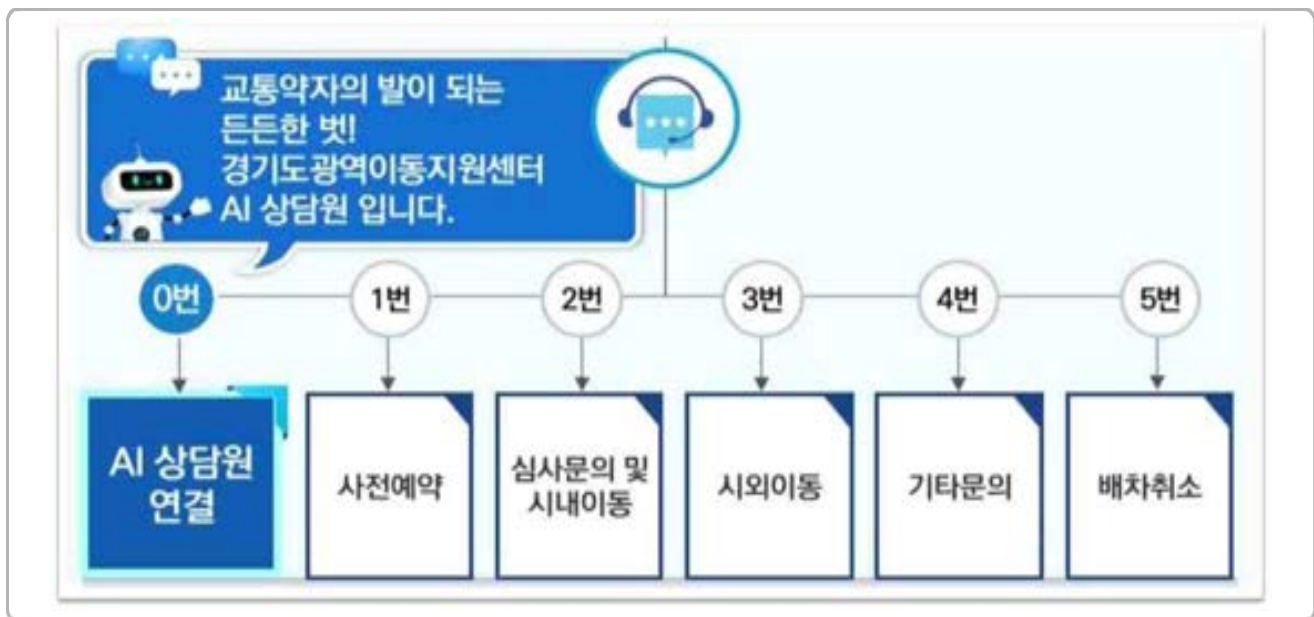 교통약자의 발이 되는
든든한 벗!
경기도광역이동지원센터
AI 상담원 입니다.
0번
1번
2번
3번
4번
5번
AI 상담원
연결
사전예약
심사문의 및
시내이동
시외이동
기타문의
배차취소